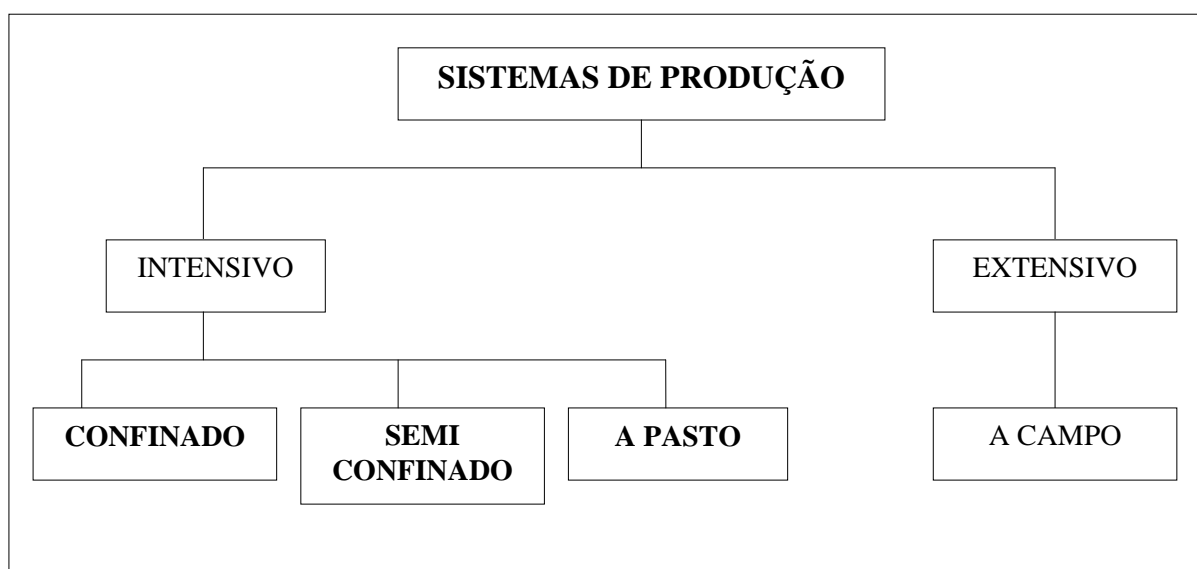 SISTEMAS DE PRODUÇÃO
INTENSIVO
EXTENSIVO
CONFINADO
SEMI
CONFINADO
A PASTO
A CAMPO